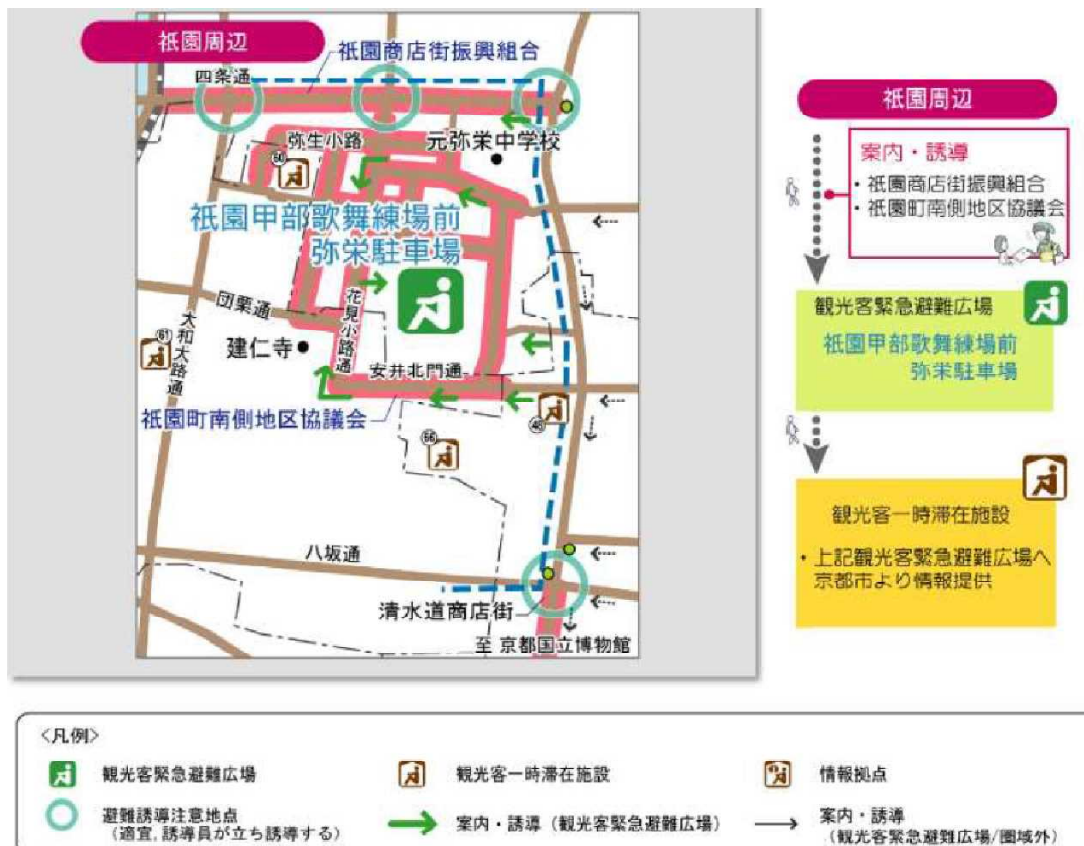 祇園周辺
祇園商店街振興組合
四条通
弥生小路
元弥栄中学校
60
祇園甲部歌舞練場前
弥栄駐車場
花見小路通
団栗通
大和大路通
61
建仁寺
安井北門通
祇園町南側地区協議会
48
66
八坂通
清水道商店街
至 京都国立博物館
祇園周辺
案内・誘導
・祇園商店街振興組合
・祇園町南側地区協議会
観光客緊急避難広場
祇園甲部歌舞練場前
弥栄駐車場
観光客一時滞在施設
・上記観光客緊急避難広場へ
京都市より情報提供
〈凡例〉
観光客緊急避難広場
観光客一時滞在施設
情報拠点
避難誘導注意地点
(適宜,誘導員が立ち誘導する)
案内・誘導(観光客緊急避難広場)
案内・誘導
(観光客緊急避難広場/圏域外)